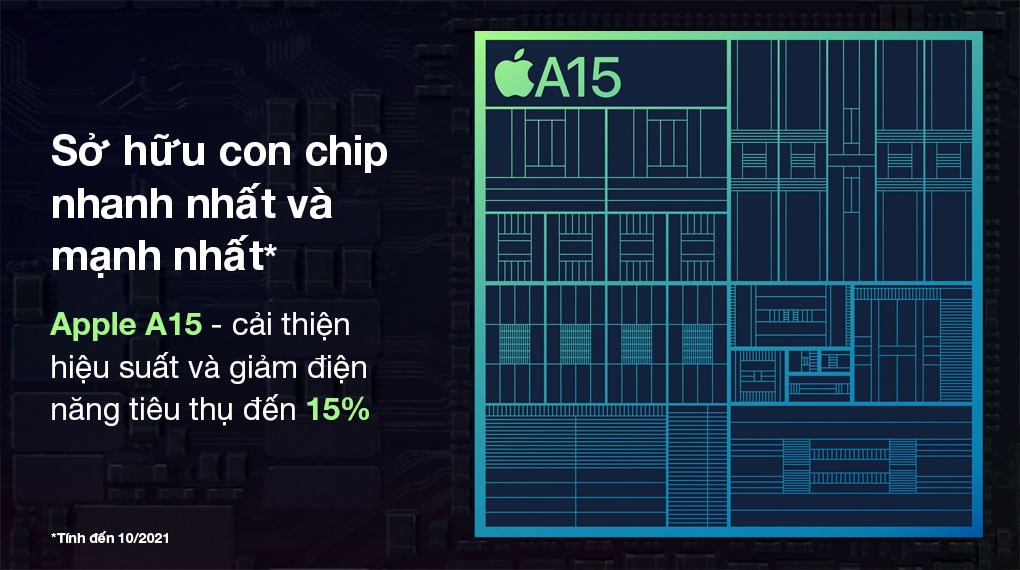 A15
Sở hữu con chip
nhanh nhất và
mạnh nhất*
Apple A15 - cải thiện
hiệu suất và giảm điện
năng tiêu thụ đến 15%
*Tính đến 10/2021